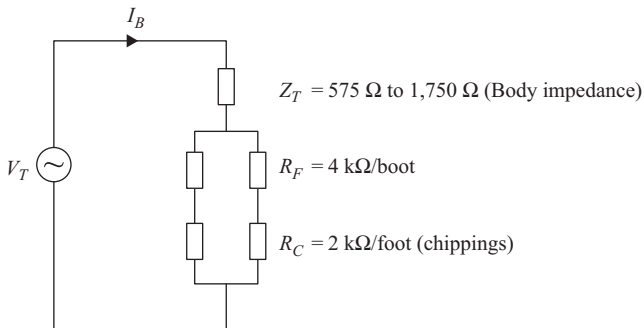 I_B
Z_T = 575 Ω to 1,750 Ω (Body impedance)
V_T
R_F = 4 kΩ/boot
R_C = 2 kΩ/foot (chippings)